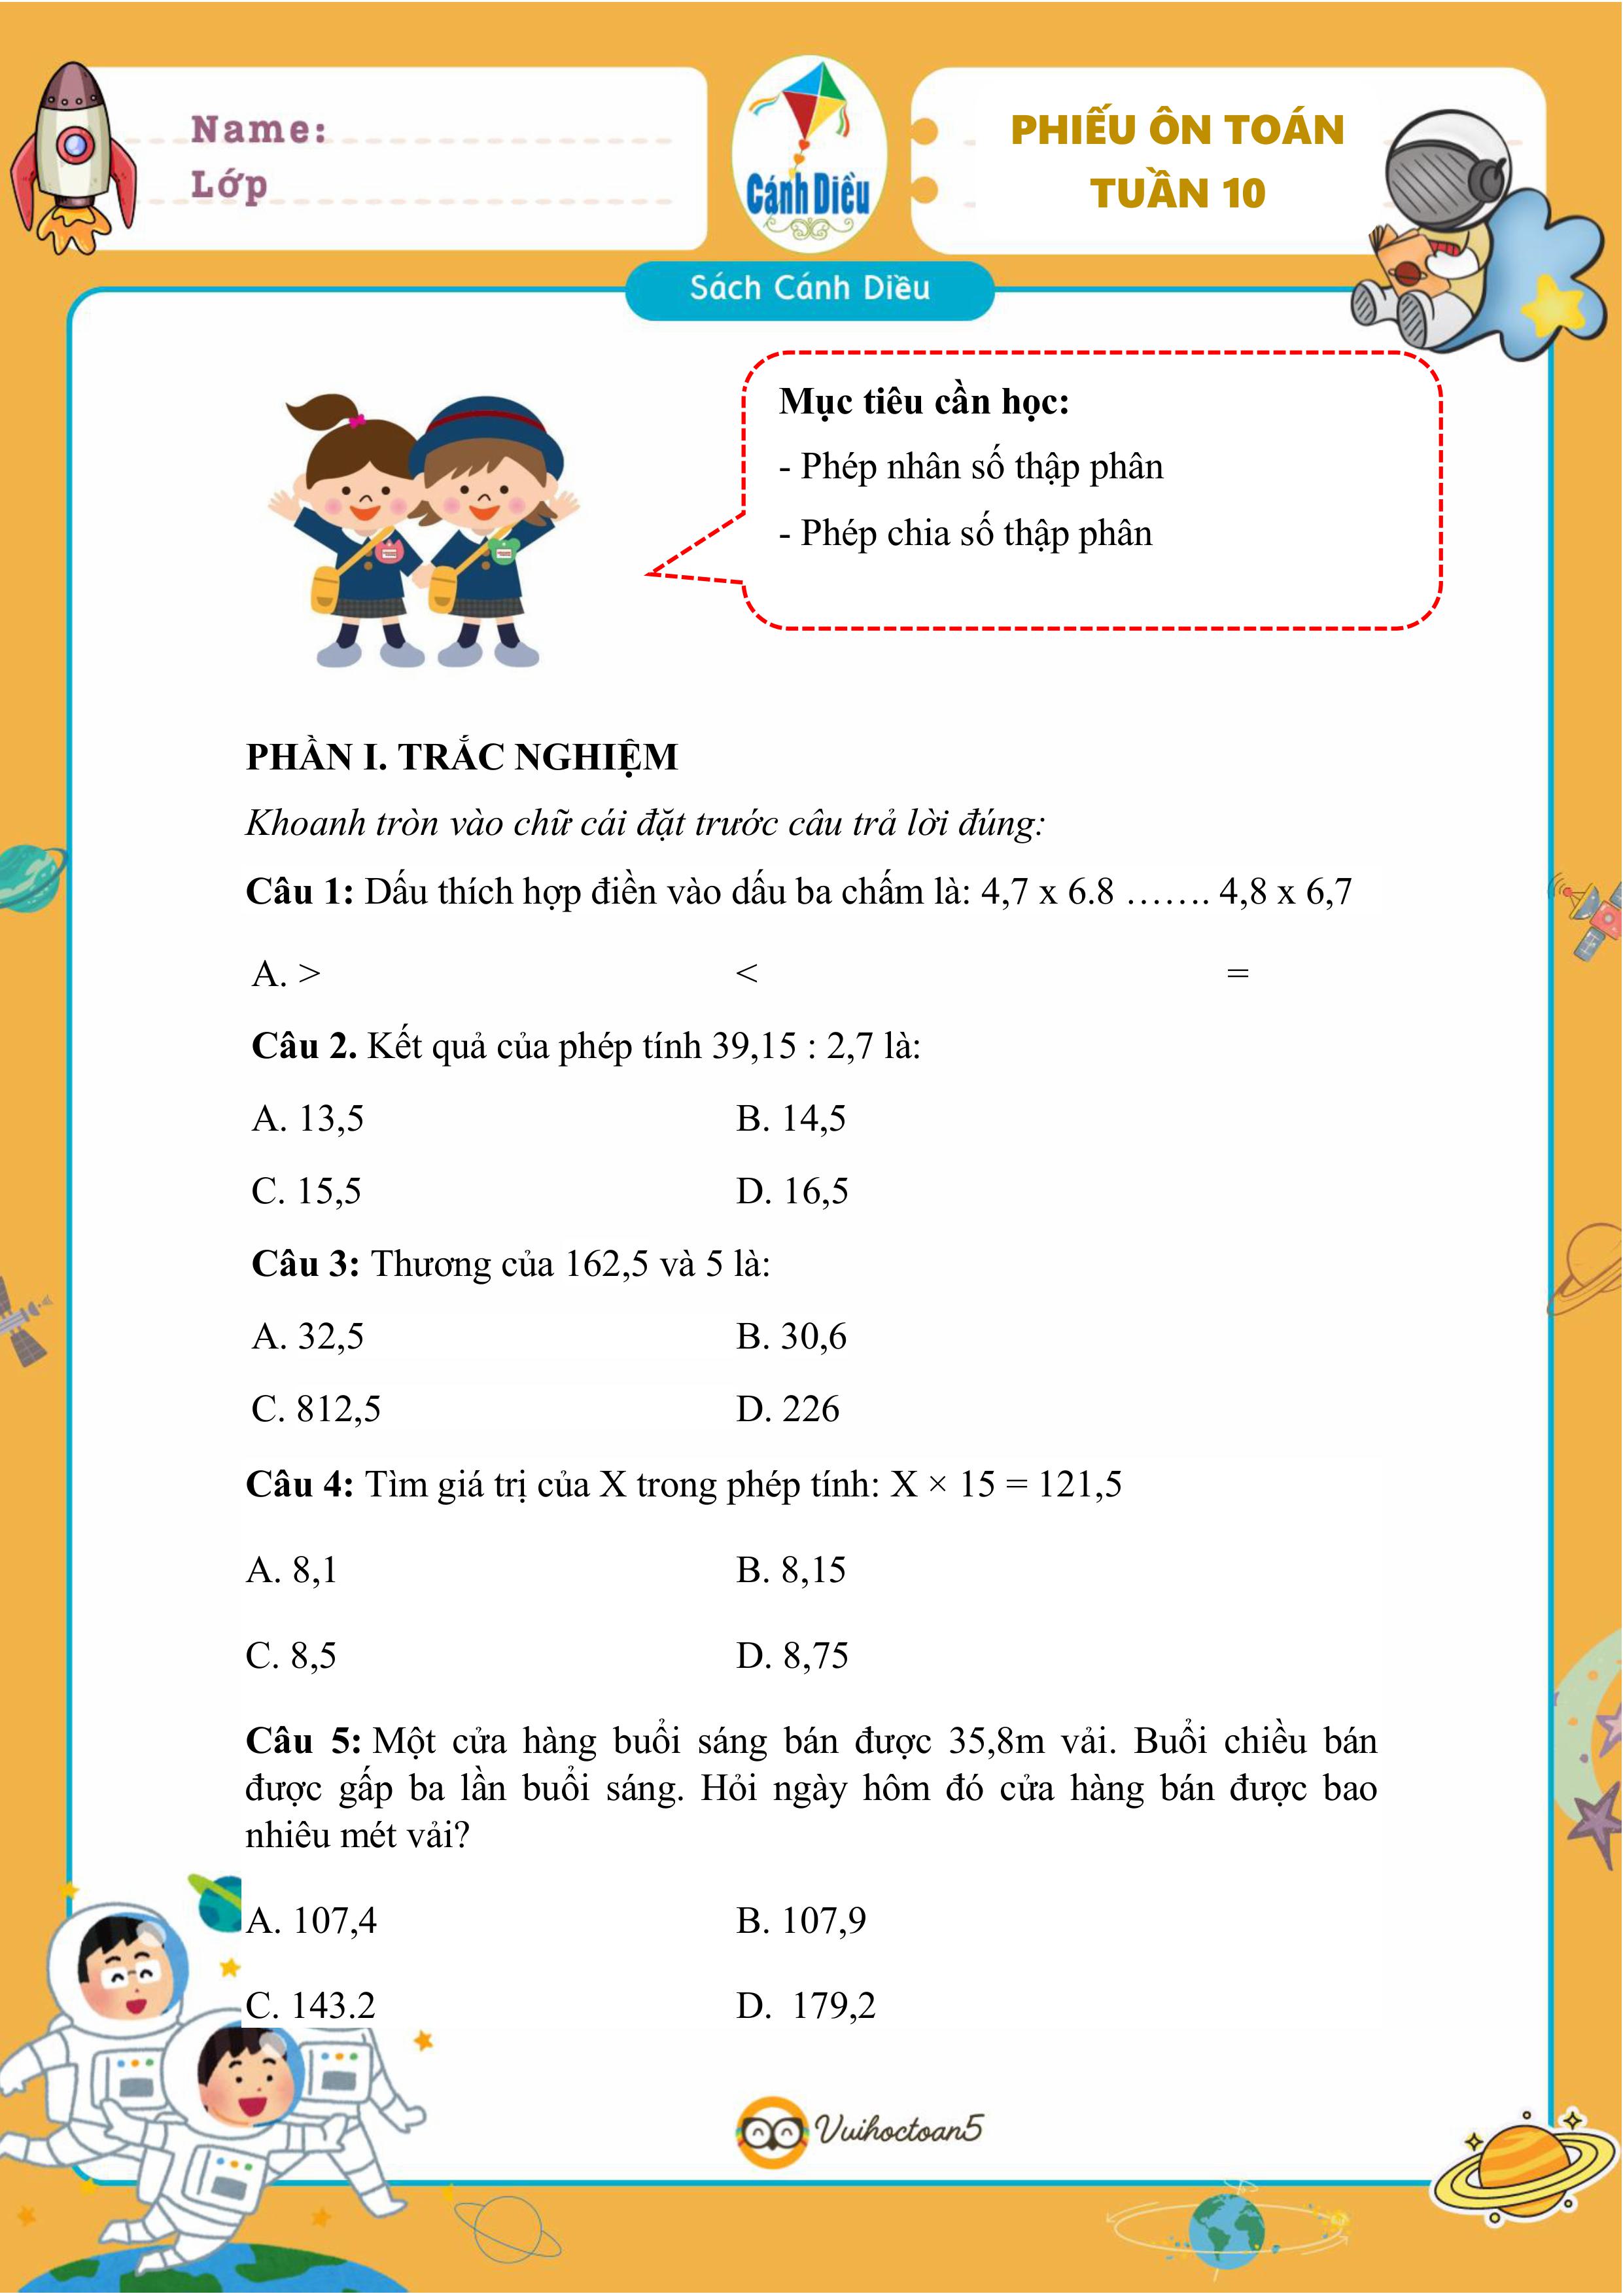 Name:
Lớp
Cánh Diều
PHIẾU ÔN TOÁN
TUẦN 10
Sách Cánh Diều
Mục tiêu cần học:
- Phép nhân số thập phân
- Phép chia số thập phân
PHẦN I. TRẮC NGHIỆM
Khoanh tròn vào chữ cái đặt trước câu trả lời đúng:
Câu 1: Dấu thích hợp điền vào dấu ba chấm là: 4,7 x 6.8 ……. 4,8 x 6,7
A. > < =
Câu 2. Kết quả của phép tính 39,15 : 2,7 là:
A. 13,5 B. 14,5
C. 15,5 D. 16,5
Câu 3: Thương của 162,5 và 5 là:
A. 32,5 B. 30,6
C. 812,5 D. 226
Câu 4: Tìm giá trị của X trong phép tính: X × 15 = 121,5
A. 8,1 B. 8,15
C. 8,5 D. 8,75
Câu 5: Một cửa hàng buổi sáng bán được 35,8m vải. Buổi chiều bán
được gấp ba lần buổi sáng. Hỏi ngày hôm đó cửa hàng bán được bao
nhiêu mét vải?
A. 107,4 B. 107,9
C. 143.2 D. 179,2
Vuihoctoan5